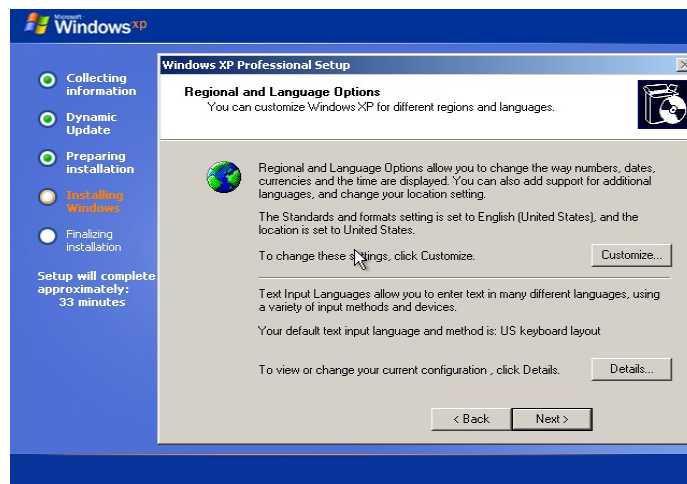 Microsoft
Windows xp
Collecting
information
Dynamic
Update
Preparing
installation
Installing
Windows
Finalizing
installation
Setup will complete
approximately:
33 minutes
Windows XP Professional Setup
Regional and Language Options
You can customize Windows XP for different regions and languages.
Regional and Language Options allow you to change the way numbers, dates,
currencies and the time are displayed. You can also add support for additional
languages, and change your location setting.
The Standards and formats setting is set to English (United States), and the
location is set to United States.
To change these settings, click Customize.
Customize...
Text Input Languages allow you to enter text in many different languages, using
a variety of input methods and devices.
Your default text input language and method is: US keyboard layout
To view or change your current configuration , click Details.
Details...
< Back
Next >